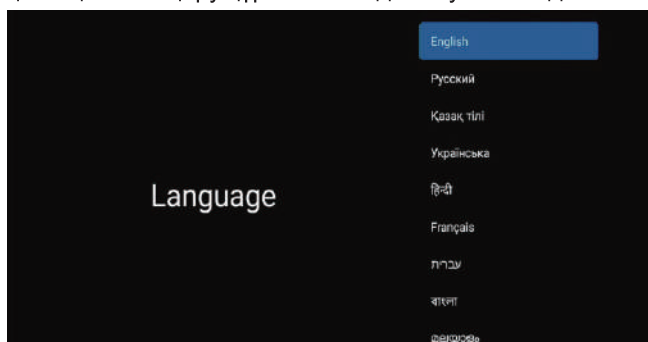 Language
English
Русский
Қазақ тілі
Українська
हिन्दी
Français
עברית
বাংলা